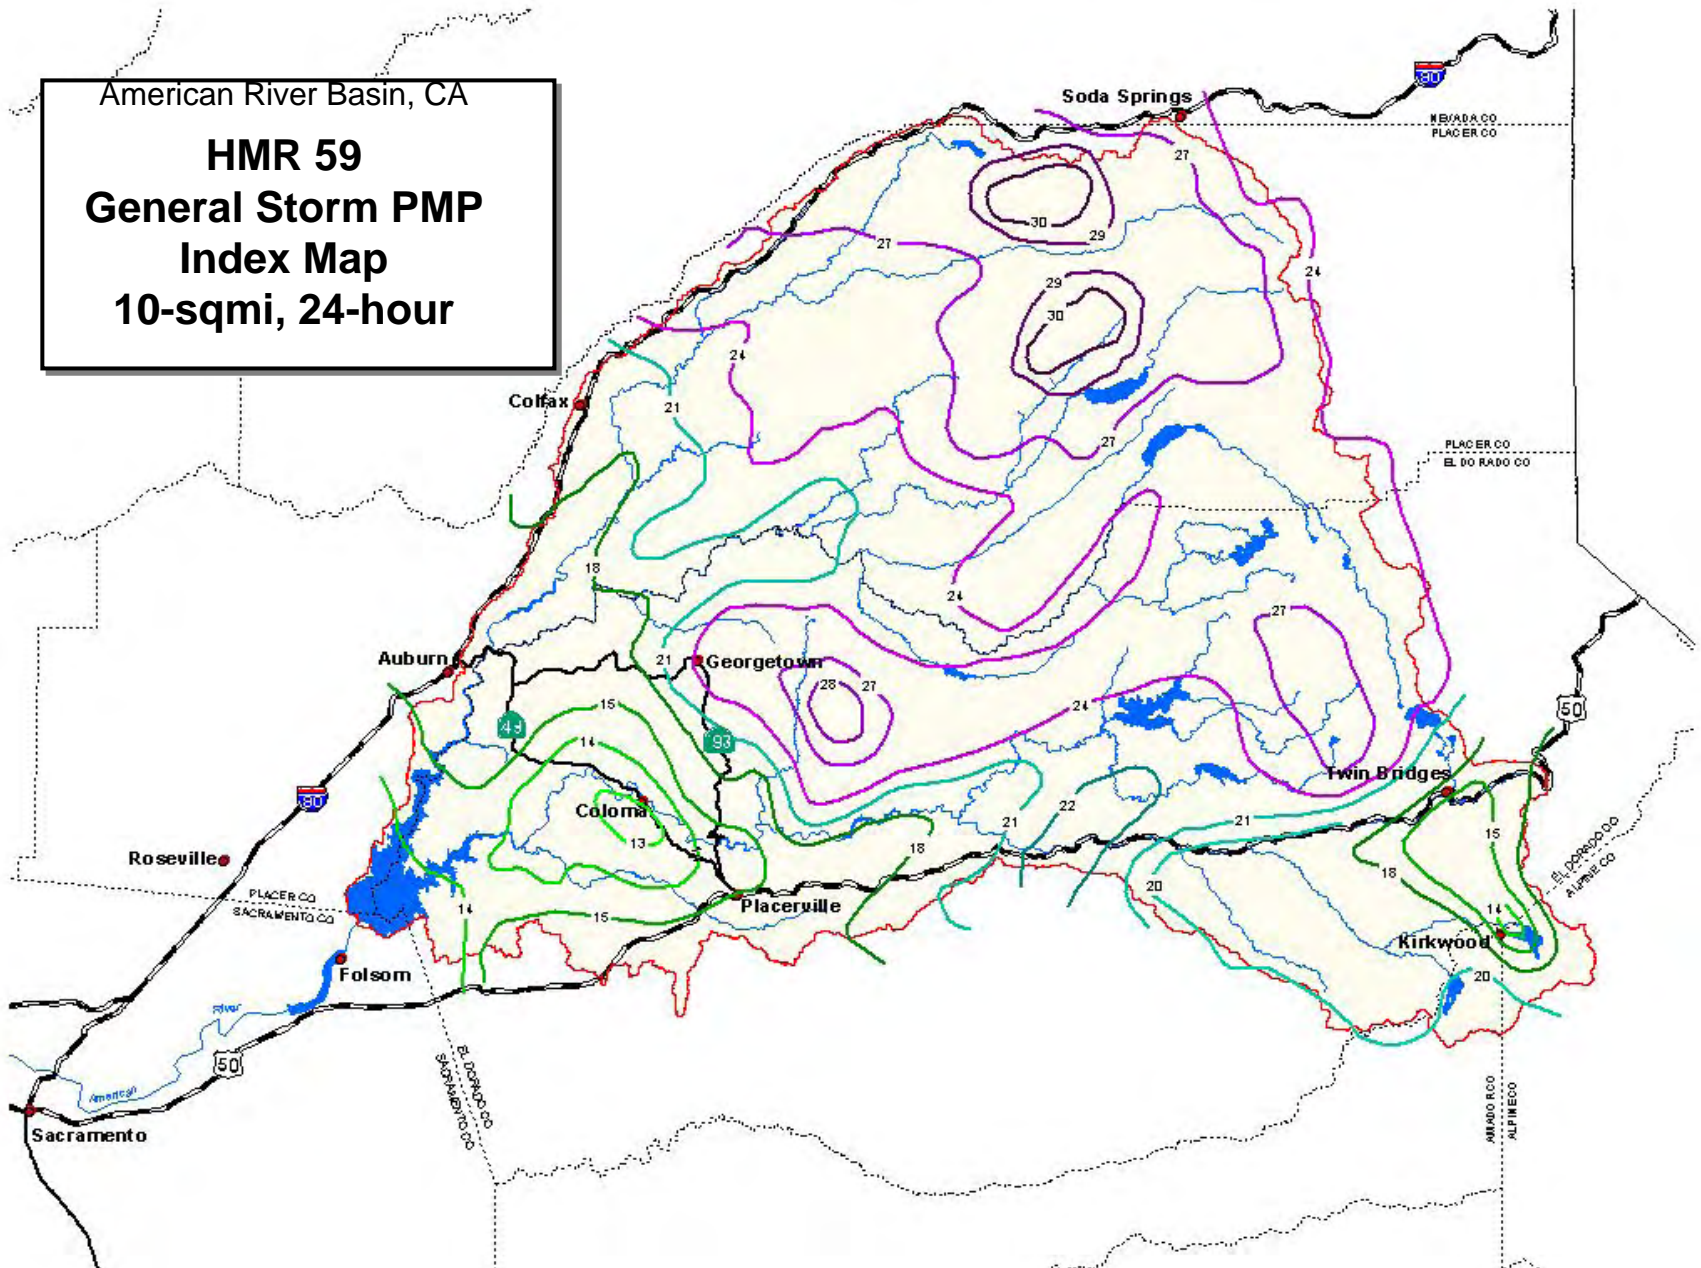 American River Basin, CA
HMR 59
General Storm PMP
Index Map
10-sqmi, 24-hour
Soda Springs
80
NEVADA CO
PLACER CO
27
30
29
27
24
29
30
24
Colfax
21
27
PLACER CO
EL DORADO CO
18
24
27
Auburn
21
Georgetown
28
27
15
24
49
93
14
50
Twin Bridges
80
Coloma
22
21
21
13
15
18
Roseville
18
EL DORADO CO
ALPINE CO
20
PLACER CO
SACRAMENTO CO
14
15
Placerville
14
Kirkwood
Folsom
20
River
50
EL DORADO CO
SACRAMENTO CO
American
AMADOR CO
ALPINE CO
Sacramento